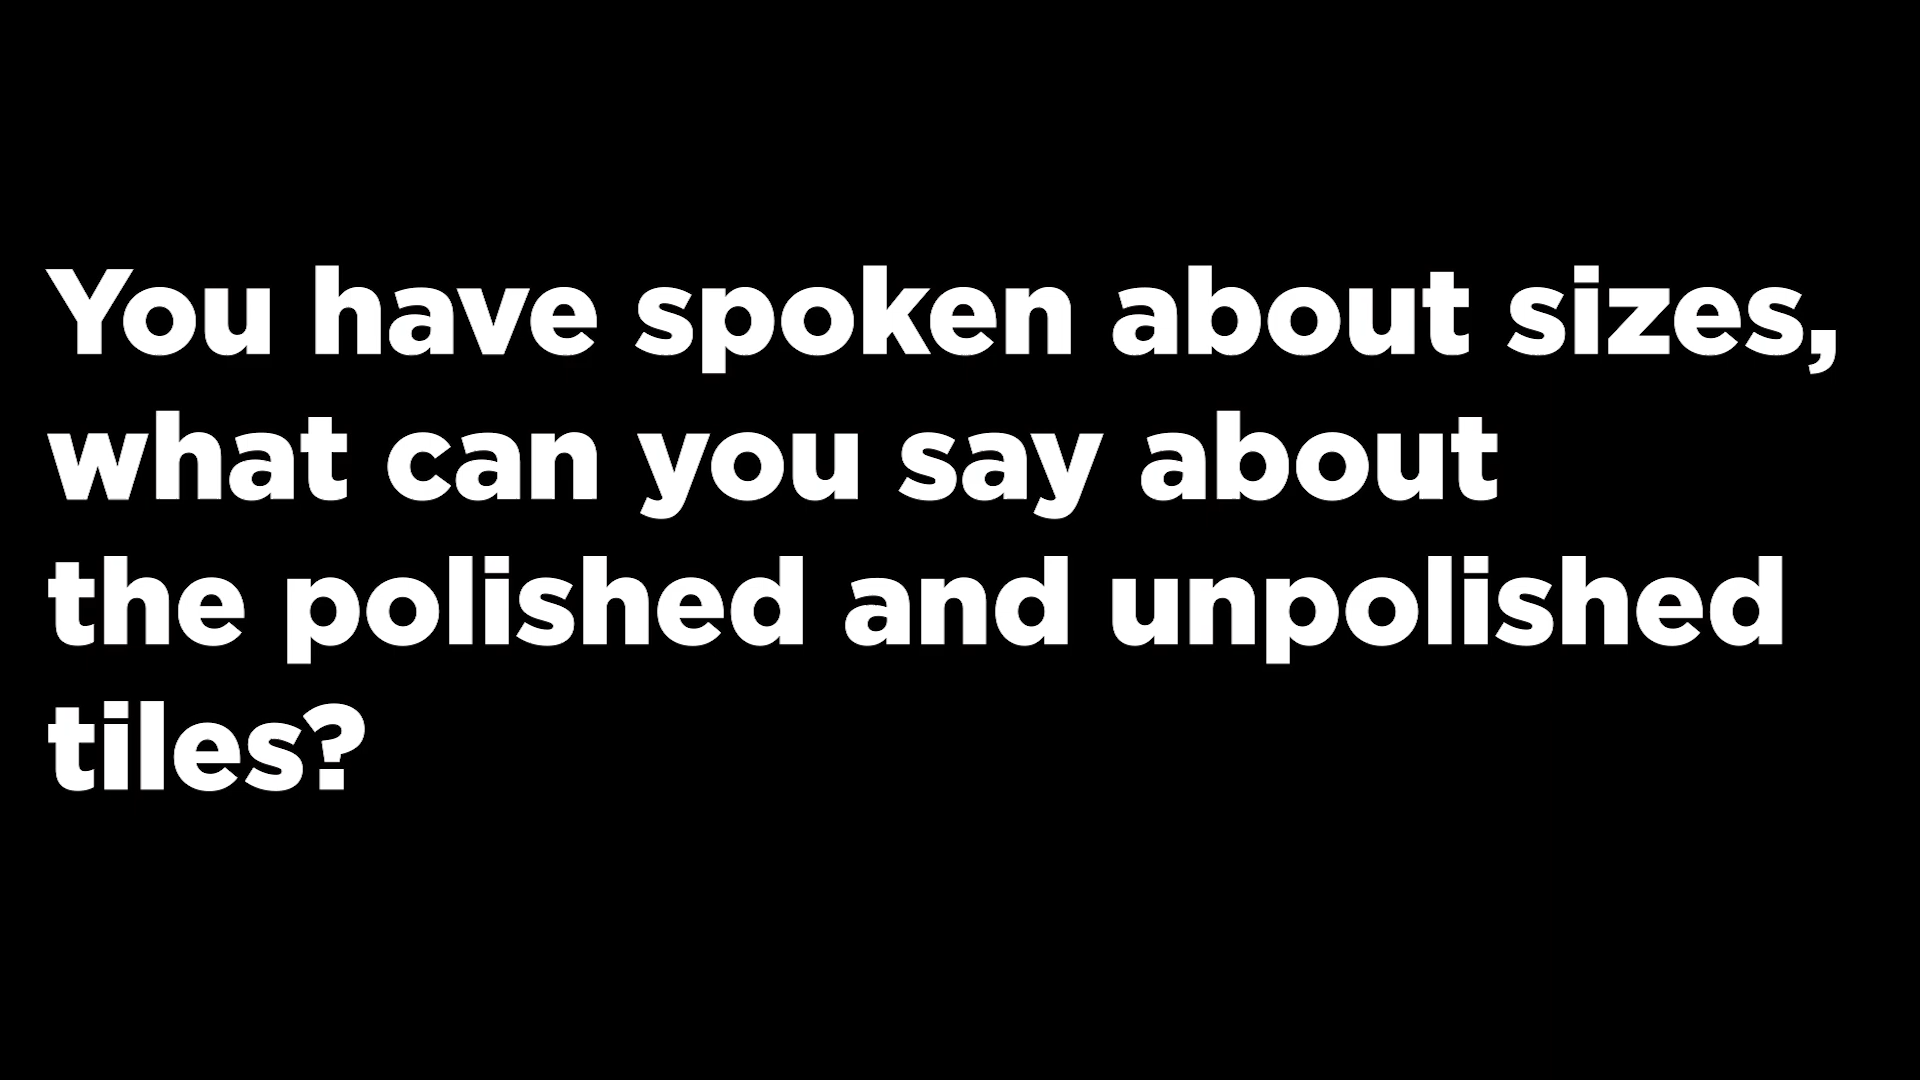 You have spoken about sizes,
what can you say about
the polished and unpolished
tiles?